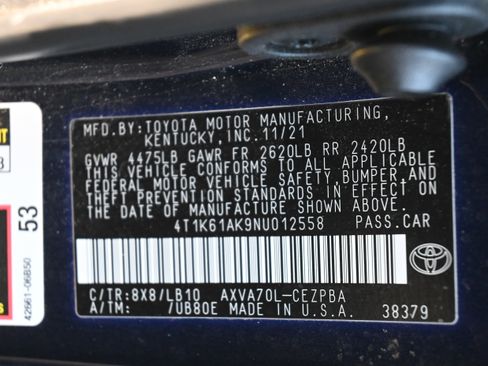 MFD.BY:TOYOTA MOTOR MANUFACTURING,
KENTUCKY, INC.11/21
GVWR 4475LB GAWR FR 2620LB RR 2420LB
THIS VEHICLE CONFORMS TO ALL APPLICABLE
FEDERAL MOTOR VEHICLE SAFETY,BUMPER, AND
THEFT PREVENTION STANDARDS IN EFFECT ON
THE DATE OF MANUFACTURE SHOWN ABOVE.
4T1K61AK9NU012558 PASS.CAR
C/TR:8X8/LB10 AXVA70L-CEZPBA
A/TM: /UB80E MADE IN U.S.A. 38379
53
42661-06B50